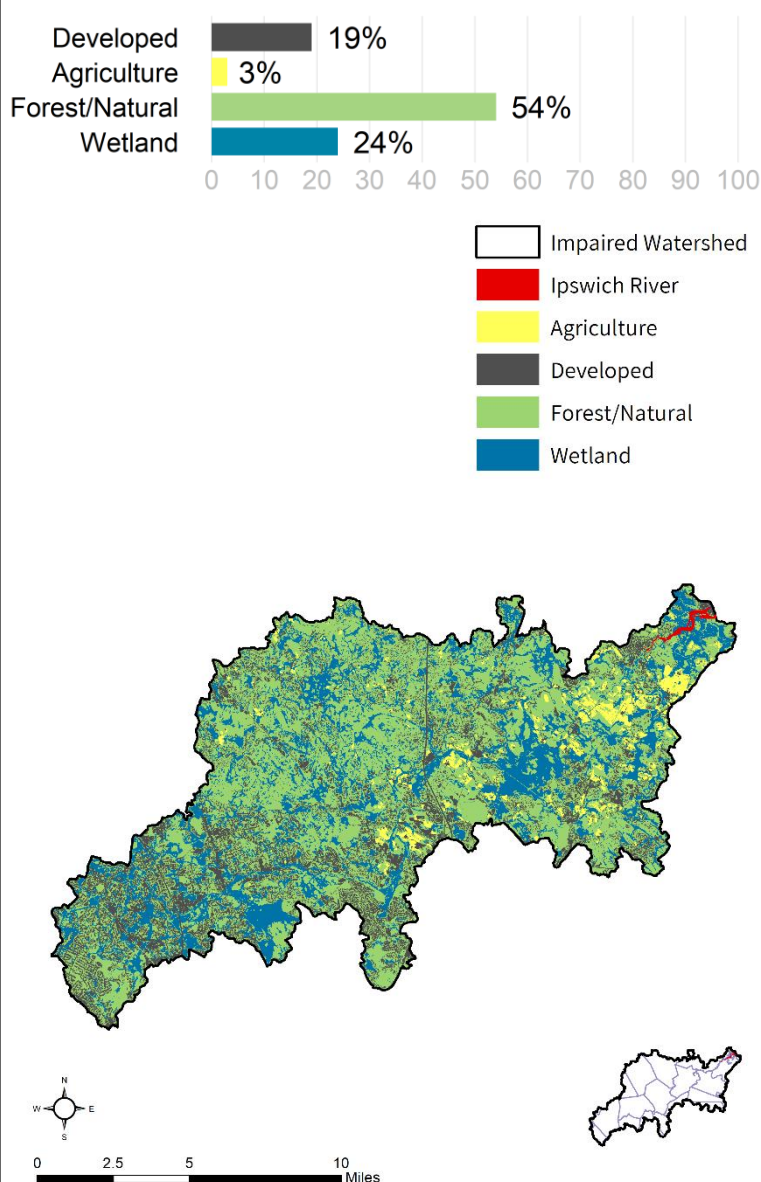 Developed 19%
Agriculture 3%
Forest/Natural 54%
Wetland 24%
0 10 20 30 40 50 60 70 80 90 100
Impaired Watershed
Ipswich River
Agriculture
Developed
Forest/Natural
Wetland
N
W E
S
0 2.5 5 10
Miles